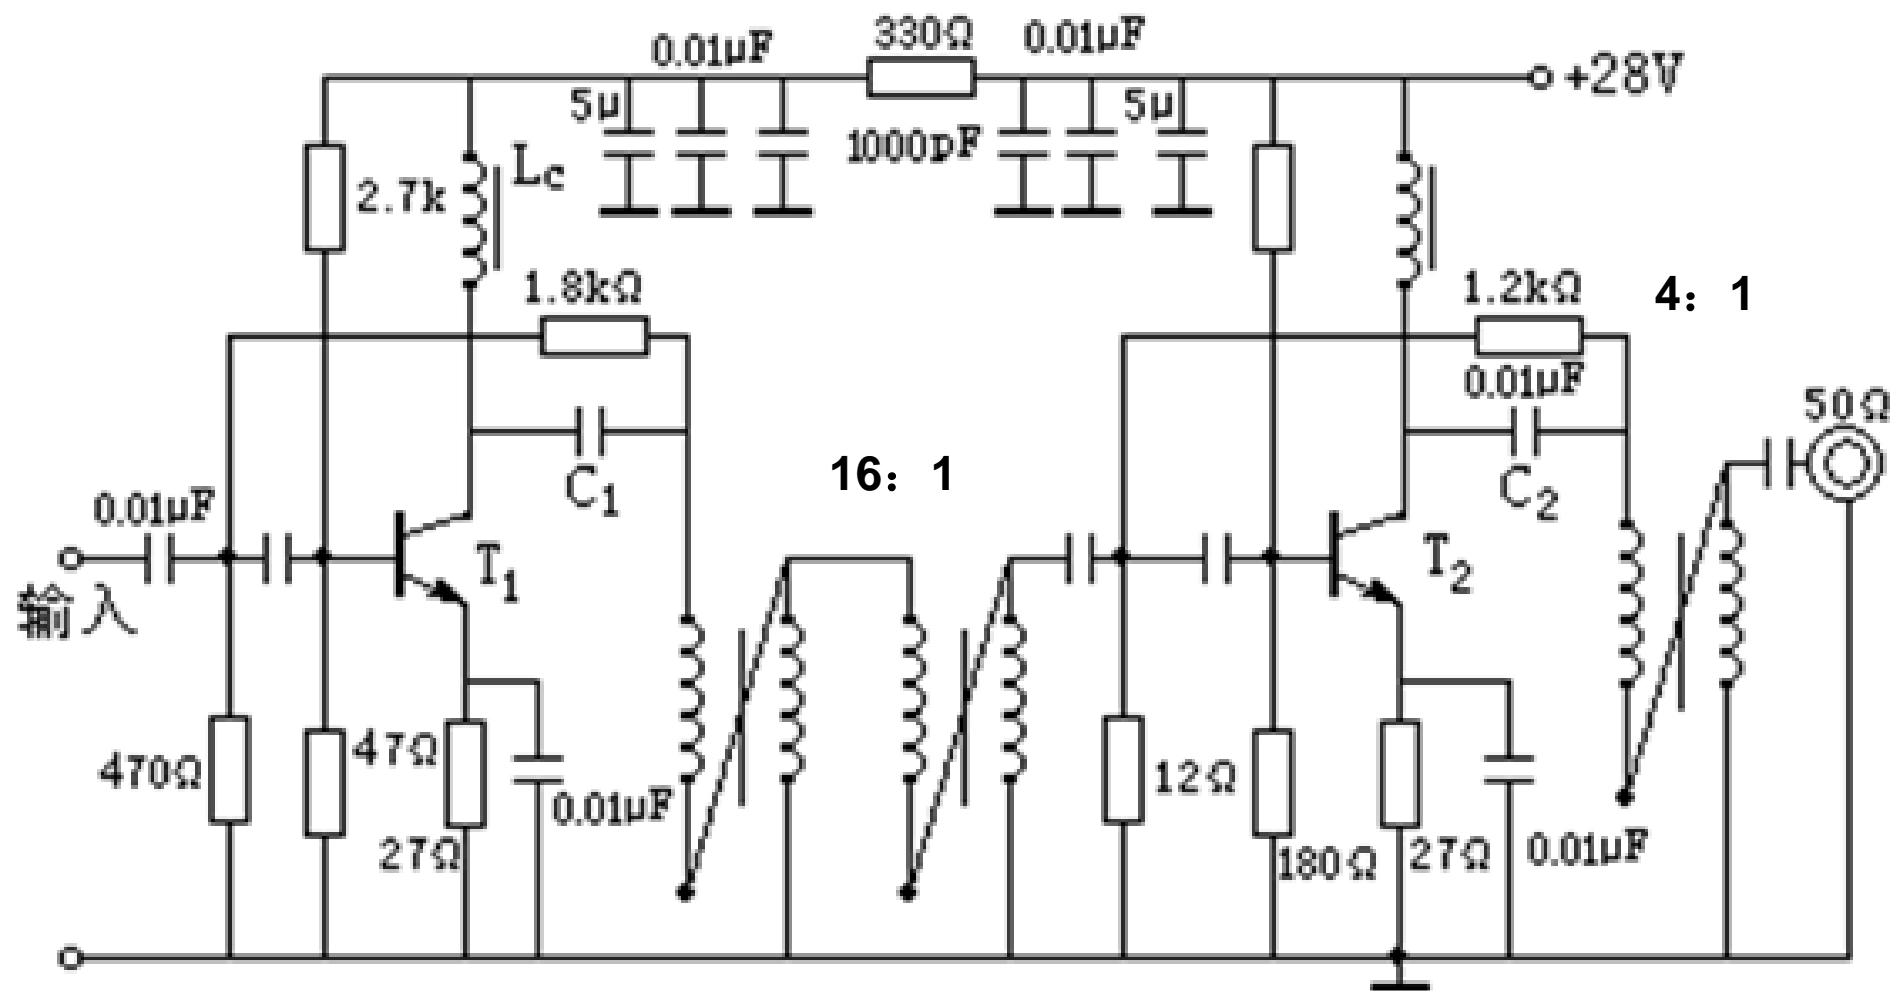 330Ω
0.01μF
0.01μF
+28V
5μ
5μ
1000pF
Lc
2.7k
1.8kΩ
1.2kΩ
4：1
0.01μF
50Ω
16：1
C1
C2
0.01μF
T1
T2
输入
47Ω
470Ω
12Ω
0.01μF
27Ω
180Ω
27Ω
0.01μF